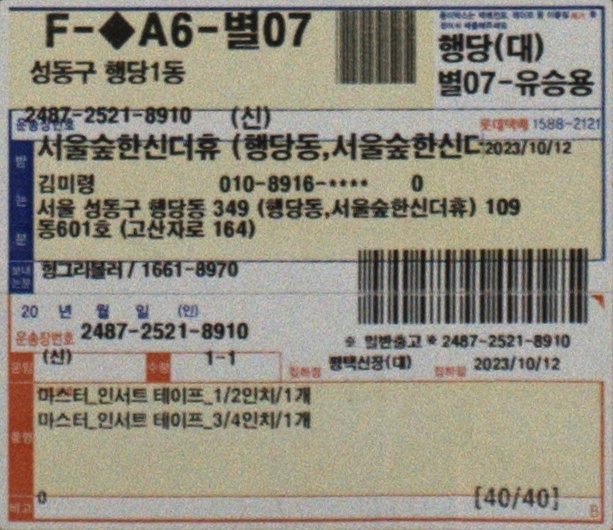 F-◆A6-별07
성동구 행당1동
행당(대)
별07-유승용
2487-2521-8910 (신)
운송장번호
롯데택배 1588-2121
서울숲한신더휴 (행당동,서울숲한신더
2023/10/12
받는분
김미령 010-8916-**** 0
서울 성동구 행당동 349 (행당동,서울숲한신더휴) 109
동601호 (고산자로 164)
보내는분
헝그리블러 / 1661-8970
20 년 월 일 (인)
운송장번호 2487-2521-8910
※ 일반출고 * 2487-2521-8910
운임 (신) 수량 1-1
집하점 평택신장(대) 집하일 2023/10/12
마스터_인서트 테이프_1/2인치/1개
마스터_인서트 테이프_3/4인치/1개
비고 0
[40/40]
B